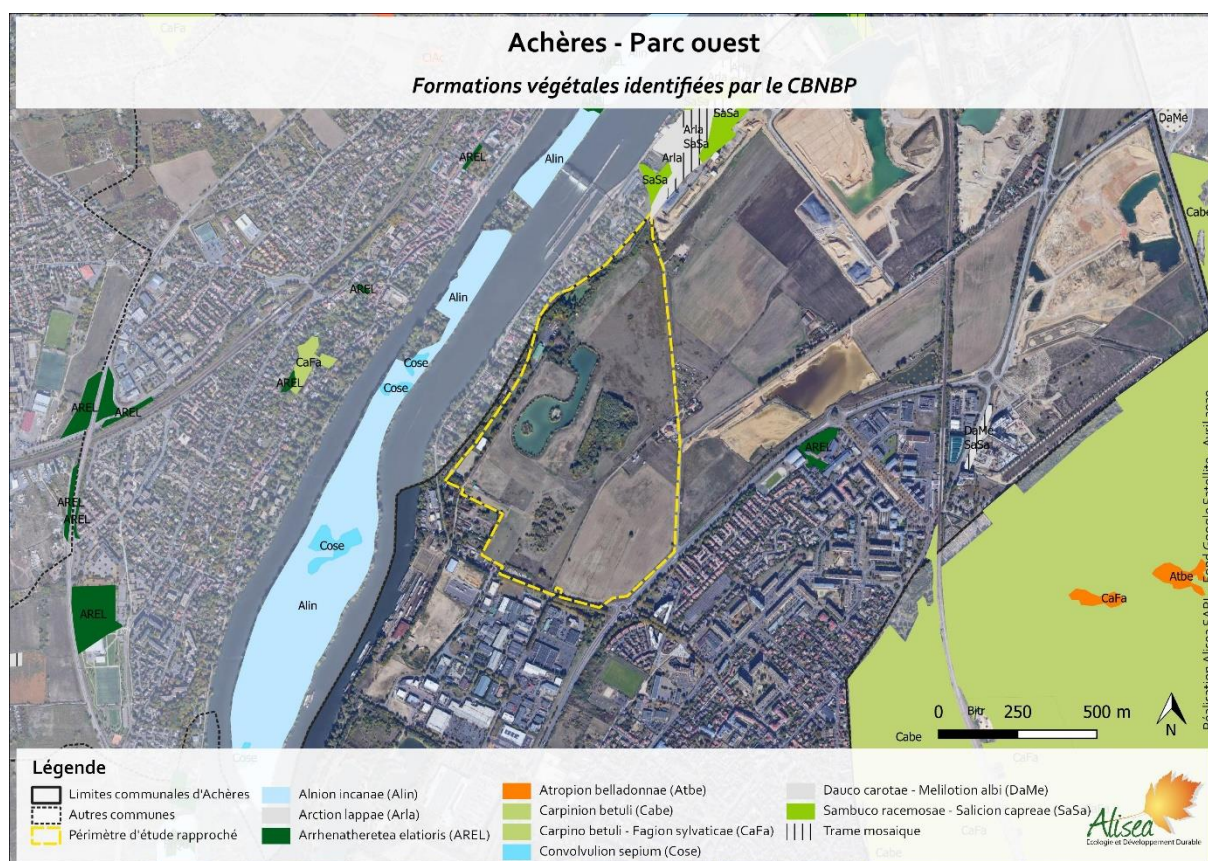 Achères - Parc ouest
Formations végétales identifiées par le CBNBP
DaMe
Arla
SaSa
SaSa
Arla
SaSa
AREL
Alin
Cabe
AREL
Alin
CaFa
AREL
Cose
Cose
AREL
AREL
AREL
DaMe
SaSa
AREL
AREL
Cose
Alin
AREL
Atbe
CaFa
Bitr
Cabe
0 250 500 m
N
Légende
Limites communales d'Achères
Autres communes
Périmètre d'étude rapproché
Alnion incanae (Alin)
Arction lappae (Arla)
Arrhenatheretea elatioris (AREL)
Atropion belladonnae (Atbe)
Carpinion betuli (Cabe)
Carpino betuli - Fagion sylvaticae (CaFa)
Convolvulion sepium (Cose)
Dauco carotae - Melilotion albi (DaMe)
Sambuco racemosae - Salicion capreae (SaSa)
Trame mosaïque
Alisea
Ecologie et Développement Durable